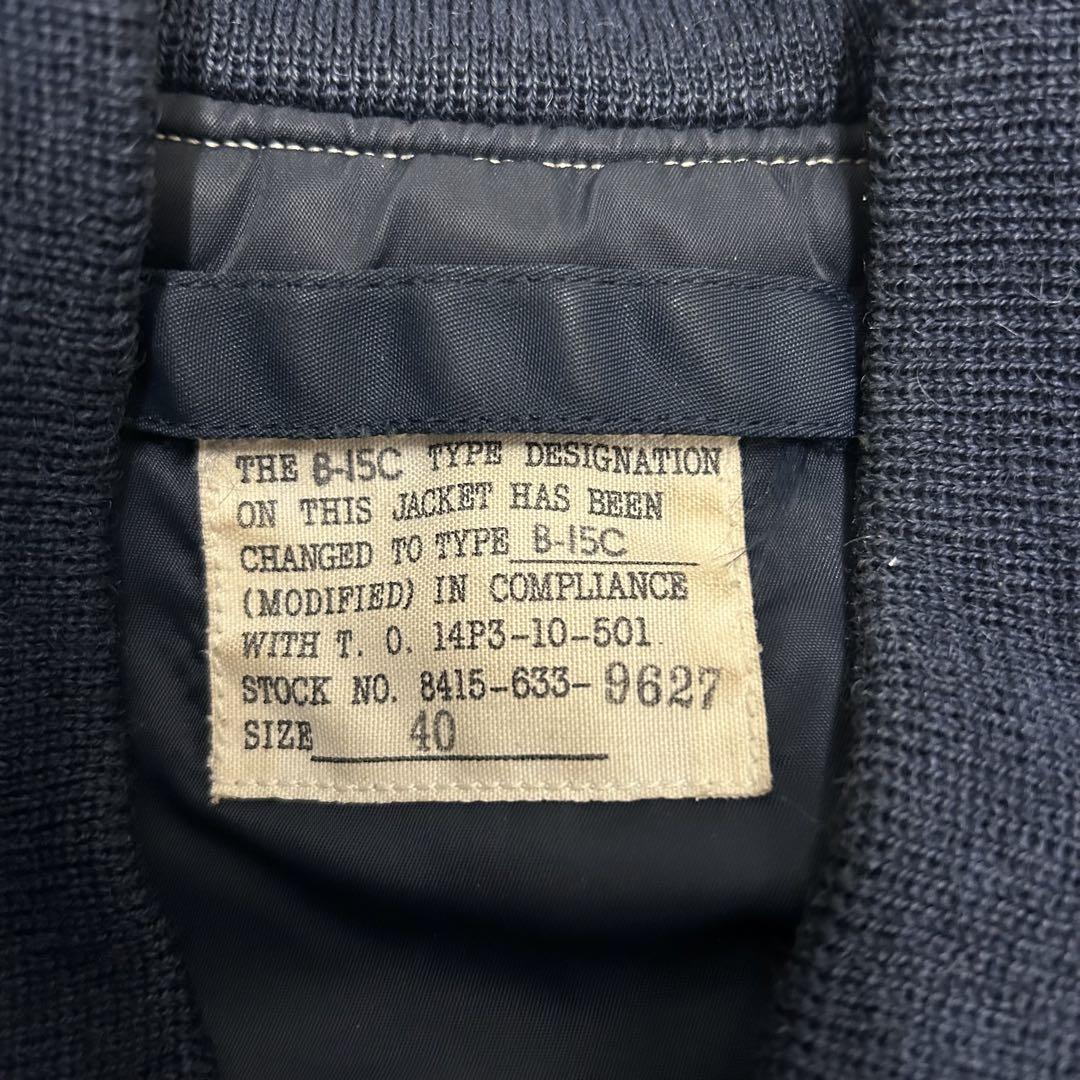 THE B-15C TYPE DESIGNATION
ON THIS JACKET HAS BEEN
CHANGED TO TYPE B-15C
(MODIFIED) IN COMPLIANCE
WITH T. O. 14P3-10-501
STOCK NO. 8415-633-9627
SIZE 40